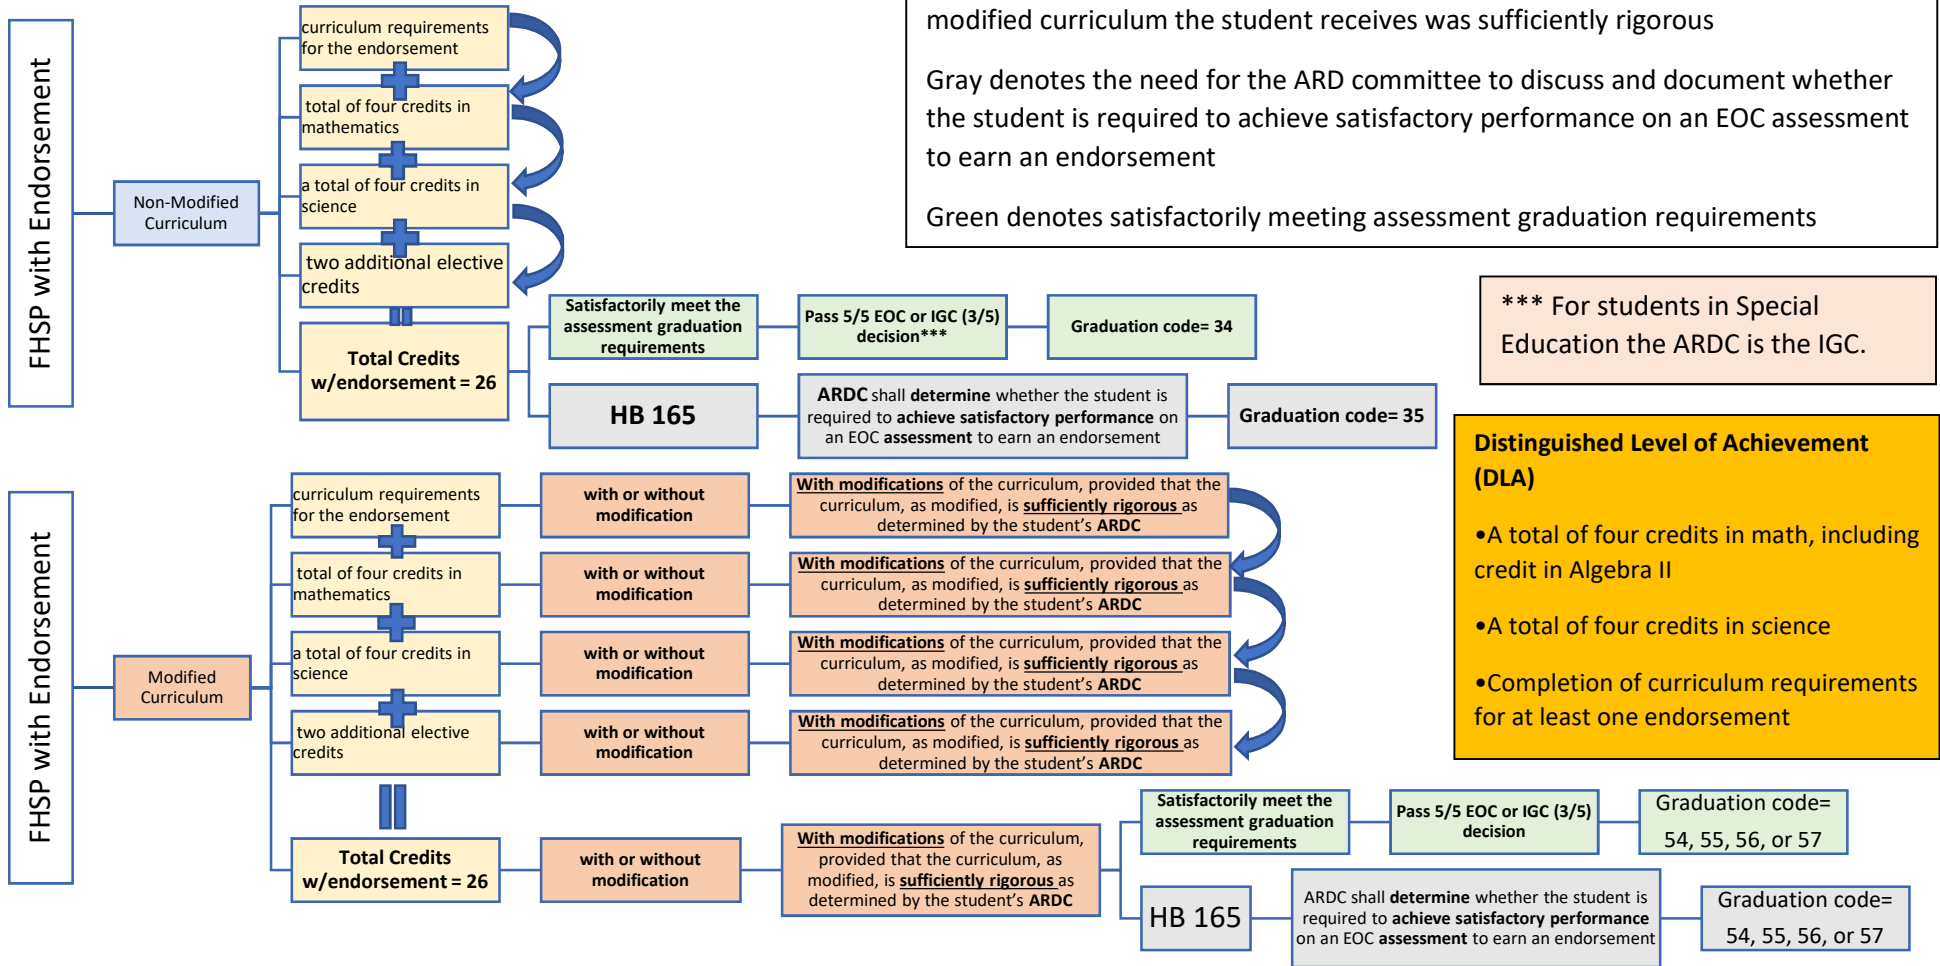 modified curriculum the student receives was sufficiently rigorous
Gray denotes the need for the ARD committee to discuss and document whether
the student is required to achieve satisfactory performance on an EOC assessment
to earn an endorsement
Green denotes satisfactorily meeting assessment graduation requirements
FHSP with Endorsement
Non-Modified
Curriculum
curriculum requirements
for the endorsement
total of four credits in
mathematics
a total of four credits in
science
two additional elective
credits
Total Credits
w/endorsement = 26
Satisfactorily meet the
assessment graduation
requirements
Pass 5/5 EOC or IGC (3/5)
decision***
Graduation code= 34
HB 165
ARDC shall determine whether the student is
required to achieve satisfactory performance on
an EOC assessment to earn an endorsement
Graduation code= 35
*** For students in Special
Education the ARDC is the IGC.
Distinguished Level of Achievement
(DLA)
•A total of four credits in math, including
credit in Algebra II
•A total of four credits in science
•Completion of curriculum requirements
for at least one endorsement
FHSP with Endorsement
Modified
Curriculum
curriculum requirements
for the endorsement
with or without
modification
With modifications of the curriculum, provided that the
curriculum, as modified, is sufficiently rigorous as
determined by the student's ARDC
total of four credits in
mathematics
with or without
modification
With modifications of the curriculum, provided that the
curriculum, as modified, is sufficiently rigorous as
determined by the student's ARDC
a total of four credits in
science
with or without
modification
With modifications of the curriculum, provided that the
curriculum, as modified, is sufficiently rigorous as
determined by the student's ARDC
two additional elective
credits
with or without
modification
With modifications of the curriculum, provided that the
curriculum, as modified, is sufficiently rigorous as
determined by the student's ARDC
Total Credits
w/endorsement = 26
with or without
modification
With modifications of the curriculum,
provided that the curriculum, as
modified, is sufficiently rigorous as
determined by the student's ARDC
Satisfactorily meet the
assessment graduation
requirements
Pass 5/5 EOC or IGC (3/5)
decision
Graduation code=
54, 55, 56, or 57
HB 165
ARDC shall determine whether the student is
required to achieve satisfactory performance
on an EOC assessment to earn an endorsement
Graduation code=
54, 55, 56, or 57